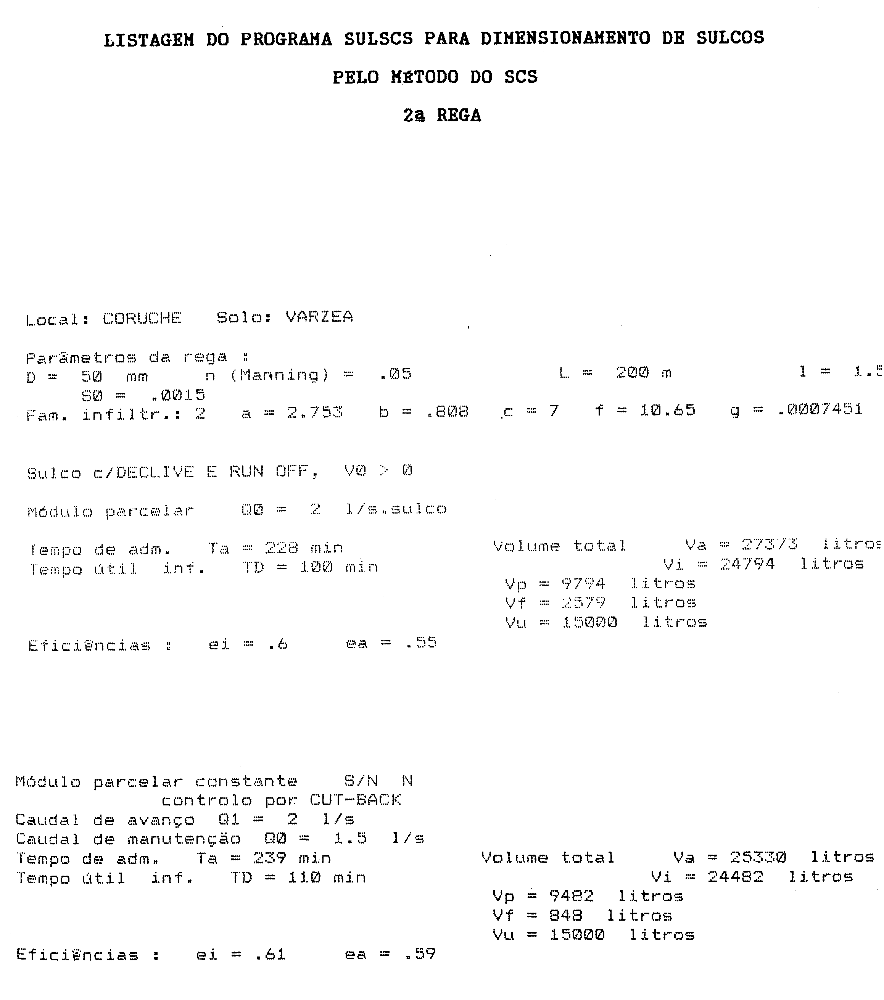 LISTAGEM DO PROGRAMA SULSCS PARA DIMENSIONAMENTO DE SULCOS
PELO MÉTODO DO SCS
2ª REGA
Local: CORUCHE   Solo: VARZEA
Parâmetros da rega :
D =  50  mm     n (Manning) =  .05     L =  200 m     l =  1.5
S0 =  .0015
Fam. infiltr.: 2   a = 2.753   b = .808   c = 7   f = 10.65   g = .0007451
Sulco c/DECLIVE E RUN OFF,  V0 > 0
Módulo parcelar    Q0 =  2  l/s.sulco
Tempo de adm.   Ta = 228 min     Volume total     Va = 27373  litros
Tempo útil  inf.   TD = 100 min     Vi = 24794  litros
Vp = 9794  litros
Vf = 2579  litros
Vu = 15000  litros
Eficiências :   ei = .6     ea = .55
Módulo parcelar constante    S/N  N
controlo por CUT-BACK
Caudal de avanço  Q1 =  2  l/s
Caudal de manutenção  Q0 =  1.5  l/s
Tempo de adm.   Ta = 239 min     Volume total     Va = 25330  litros
Tempo útil  inf.   TD = 110 min     Vi = 24482  litros
Vp = 9482  litros
Vf = 848  litros
Vu = 15000  litros
Eficiências :   ei = .61     ea = .59